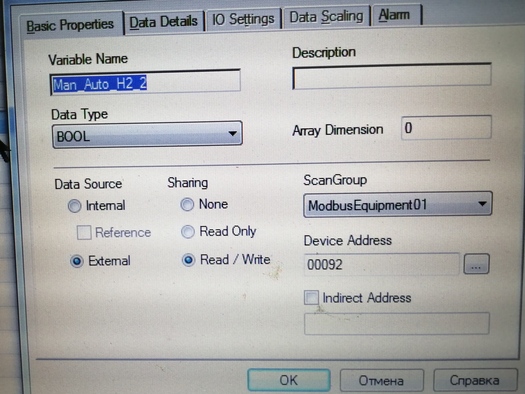 Basic Properties Data Details IO Settings Data Scaling Alarm
Variable Name Description
Man_Auto_H2_2
Data Type
BOOL Array Dimension 0
Data Source Sharing ScanGroup
Internal None ModbusEquipment01
Reference Read Only Device Address
External Read / Write 00092 ...
Indirect Address
OK Отмена Справка